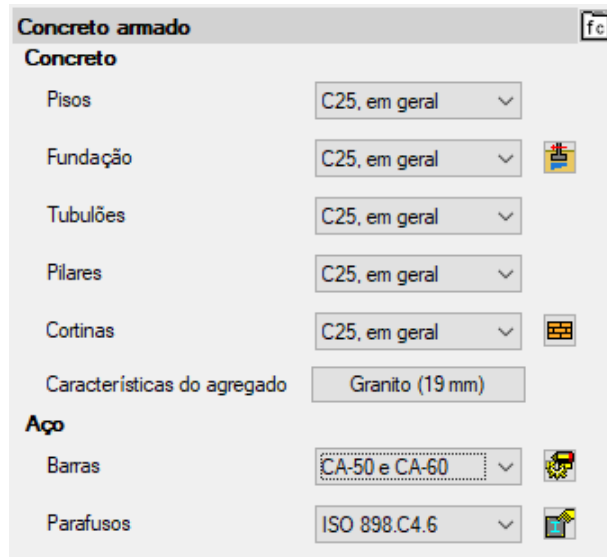 Concreto armado
fc
Concreto
Pisos C25, em geral
Fundação C25, em geral
Tubulões C25, em geral
Pilares C25, em geral
Cortinas C25, em geral
Características do agregado Granito (19 mm)
Aço
Barras CA-50 e CA-60
Parafusos ISO 898.C4.6